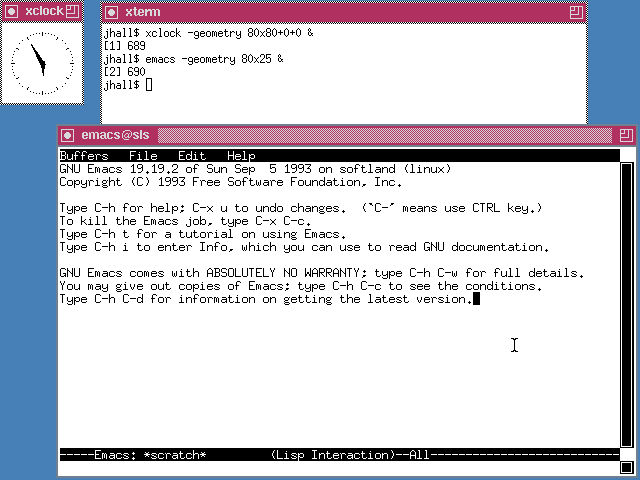 xclock
xterm
jhall$ xclock -geometry 80x80+0+0 &
[1] 689
jhall$ emacs -geometry 80x25 &
[2] 690
jhall$
emacs@sls
Buffers File Edit Help
GNU Emacs 19.19.2 of Sun Sep  5 1993 on softland (linux)
Copyright (C) 1993 Free Software Foundation, Inc.
Type C-h for help; C-x u to undo changes.  (`C-' means use CTRL key.)
To kill the Emacs job, type C-x C-c.
Type C-h t for a tutorial on using Emacs.
Type C-h i to enter Info, which you can use to read GNU documentation.
GNU Emacs comes with ABSOLUTELY NO WARRANTY; type C-h C-w for full details.
You may give out copies of Emacs; type C-h C-c to see the conditions.
Type C-h C-d for information on getting the latest version.
-----Emacs: *scratch*         (Lisp Interaction)--All-------------------------------